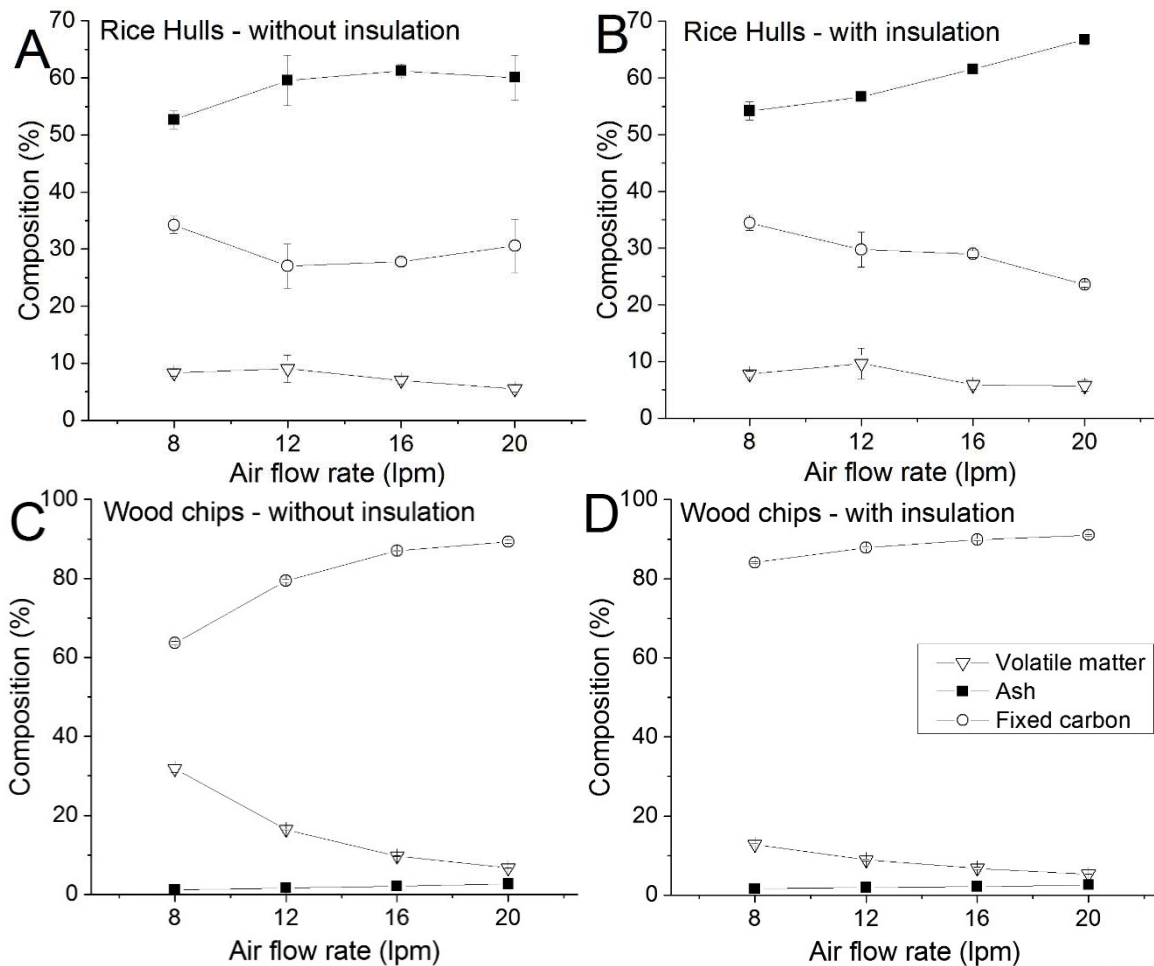 A
Rice Hulls - without insulation
70
60
50
40
30
20
10
0
Composition (%)
8 12 16 20
Air flow rate (lpm)
B
Rice Hulls - with insulation
70
60
50
40
30
20
10
0
Composition (%)
8 12 16 20
Air flow rate (lpm)
C
Wood chips - without insulation
100
80
60
40
20
0
Composition (%)
8 12 16 20
Air flow rate (lpm)
D
Wood chips - with insulation
100
80
60
40
20
0
Composition (%)
Volatile matter
Ash
Fixed carbon
8 12 16 20
Air flow rate (lpm)